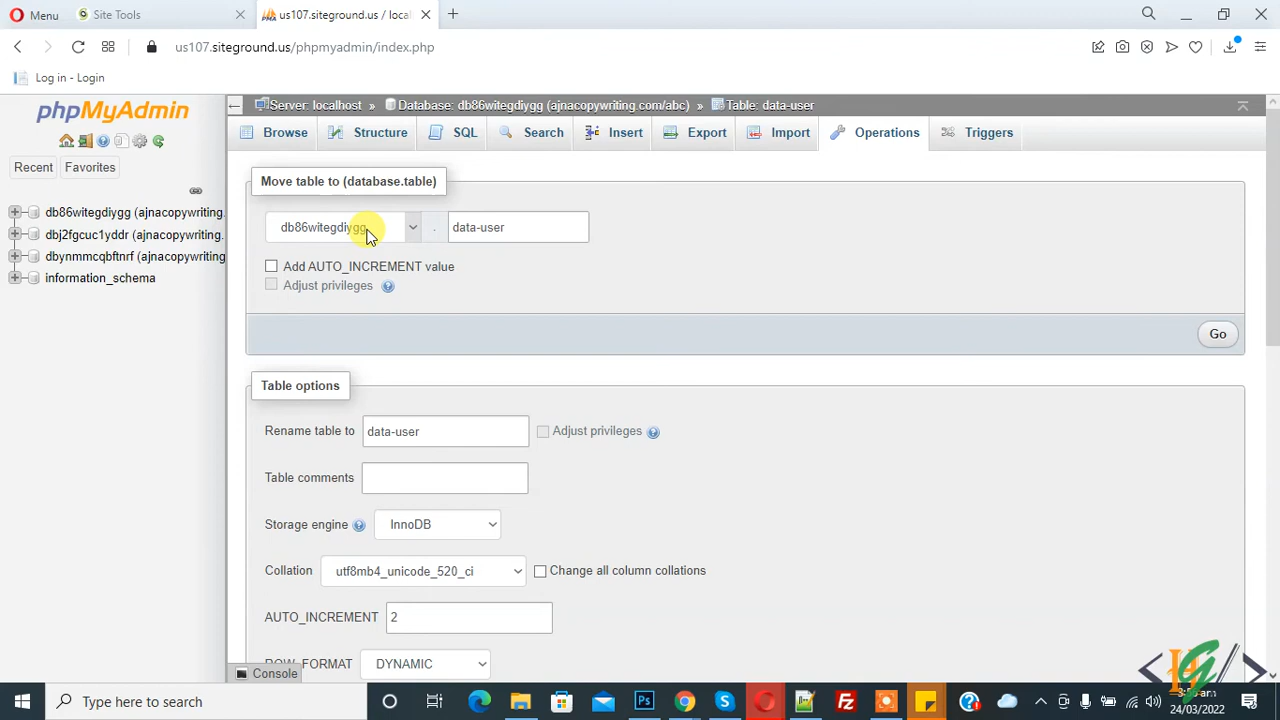 Menu
Site Tools
us107.siteground.us / local
us107.siteground.us/phpmyadmin/index.php
Log in - Login
phpMyAdmin
Server: localhost » Database: db86witegdiygg (ajnacopywriting.com/abc) » Table: data-user
Browse Structure SQL Search Insert Export Import Operations Triggers
Recent Favorites
db86witegdiygg (ajnacopywriting.
dbj2fgcuc1yddr (ajnacopywriting.
dbynmmcqbftnrf (ajnacopywriting
information_schema
Move table to (database.table)
db86witegdiygg . data-user
Add AUTO_INCREMENT value
Adjust privileges
Go
Table options
Rename table to data-user Adjust privileges
Table comments
Storage engine InnoDB
Collation utf8mb4_unicode_520_ci Change all column collations
AUTO_INCREMENT 2
ROW_FORMAT DYNAMIC
Console
Type here to search
24/03/2022